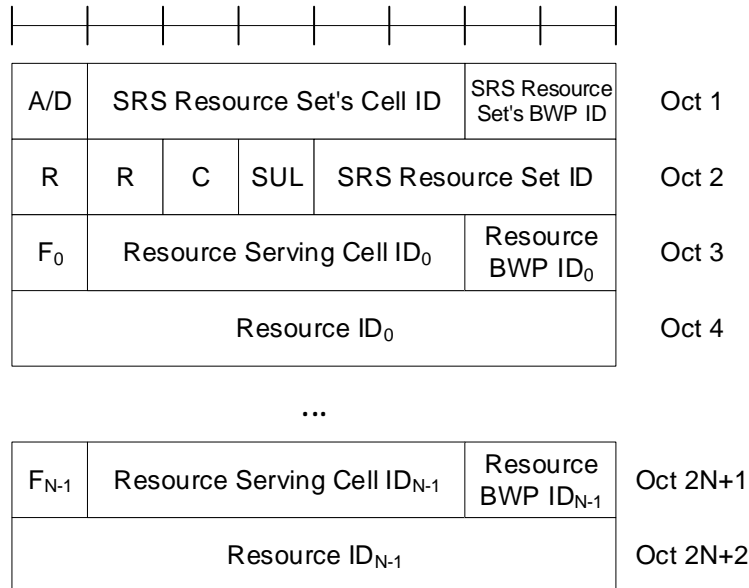 A/D SRS Resource Set's Cell ID SRS Resource Set's BWP ID Oct 1
R R C SUL SRS Resource Set ID Oct 2
F0 Resource Serving Cell ID0 Resource BWP ID0 Oct 3
Resource ID0 Oct 4
...
FN-1 Resource Serving Cell IDN-1 Resource BWP IDN-1 Oct 2N+1
Resource IDN-1 Oct 2N+2